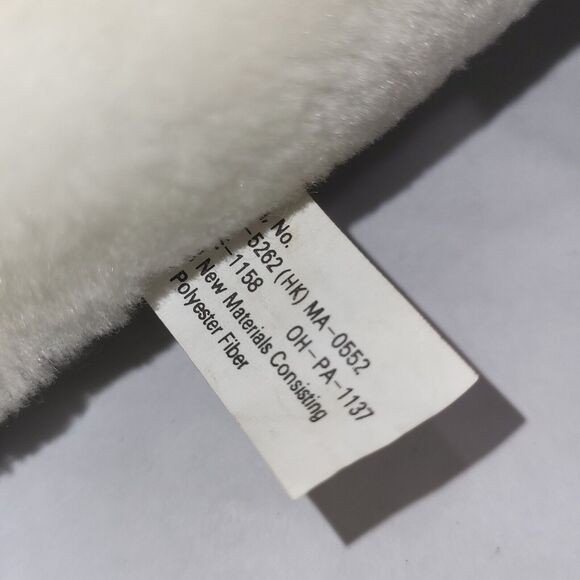 No.
-5262 (HK) MA-0552
-1158 OH-PA-1137
New Materials Consisting
Polyester Fiber